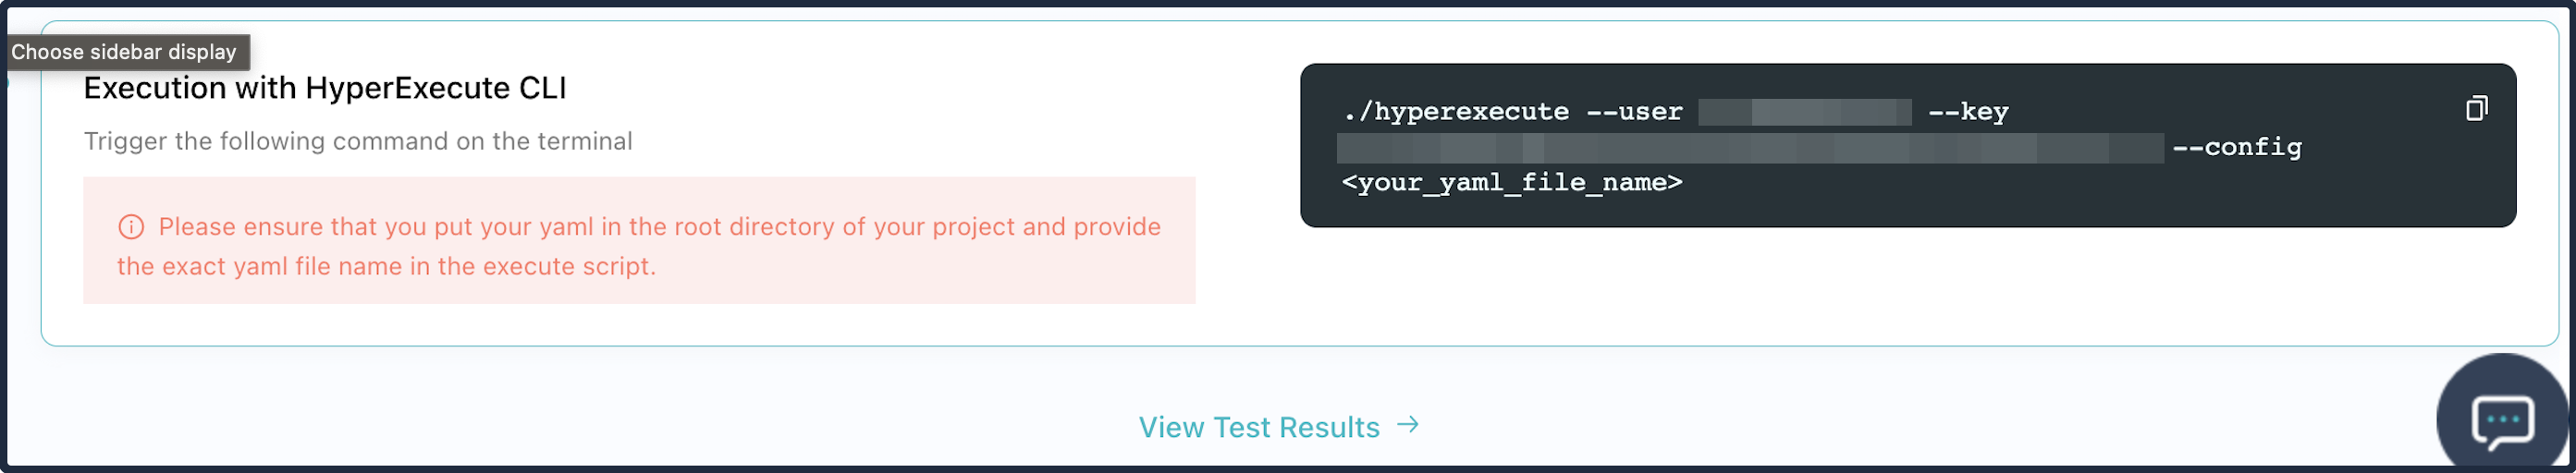 Choose sidebar display
Execution with HyperExecute CLI
Trigger the following command on the terminal
Please ensure that you put your yaml in the root directory of your project and provide
the exact yaml file name in the execute script.
./hyperexecute --user --key
--config
<your_yaml_file_name>
View Test Results →